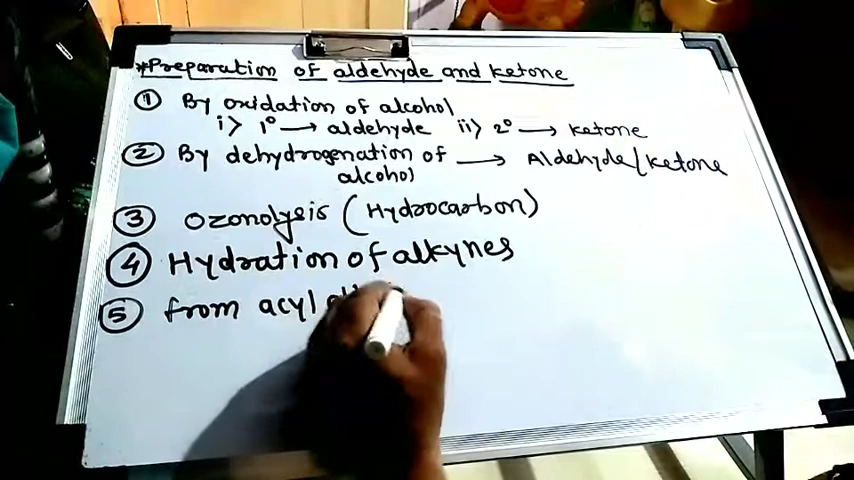 *Preparation of aldehyde and ketone
① By oxidation of alcohol
i> 1° → aldehyde ii> 2° → ketone
② By dehydrogenation of → Aldehyde/Ketone
alcohol
③ Ozonolysis (Hydrocarbon)
④ Hydration of alkynes
⑤ from acyl